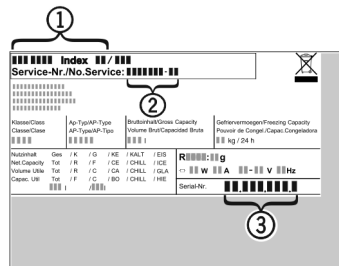 1
Index /
Service-Nr./No.Service: -
2
Klasse/Class Ap-Typ/AP-Type Bruttoinhalt/Gross Capacity Gefriervermoegen/Freezing Capacity
Classe/Clase AP-Type/AP-Tipo Volume Brut/Capacided Bruta Pouvoir de Congel./Capac.Congeladora
l kg / 24 h
Nutzinhalt Ges / K / G / KE / KALT / EIS
Net.Capacity Tot / R / F / CE / CHILL / ICE
Volume Utile Tot / R / C / CA / CHILL / GLA
Capac. Util Tot / F / C / BO / CHILL / HIE
l / l
R : g
W A - V Hz
Serial-Nr. . . .
3